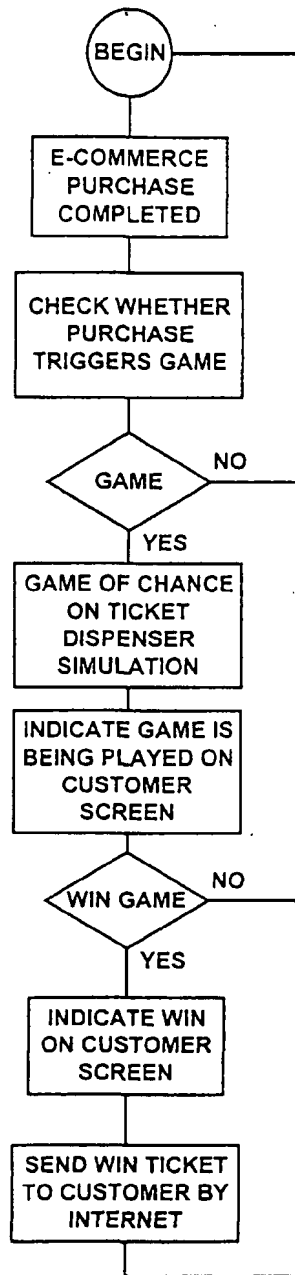 BEGIN
E-COMMERCE
PURCHASE
COMPLETED
CHECK WHETHER
PURCHASE
TRIGGERS GAME
GAME
NO
YES
GAME OF CHANCE
ON TICKET
DISPENSER
SIMULATION
INDICATE GAME IS
BEING PLAYED ON
CUSTOMER
SCREEN
WIN GAME
NO
YES
INDICATE WIN
ON CUSTOMER
SCREEN
SEND WIN TICKET
TO CUSTOMER BY
INTERNET